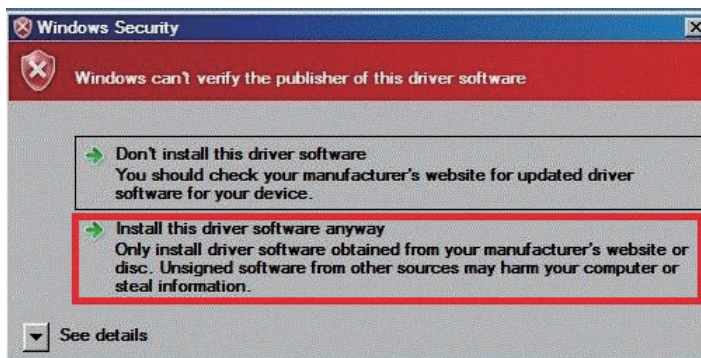 Windows Security
Windows can't verify the publisher of this driver software
Don't install this driver software
You should check your manufacturer's website for updated driver
software for your device.
Install this driver software anyway
Only install driver software obtained from your manufacturer's website or
disc. Unsigned software from other sources may harm your computer or
steal information.
See details